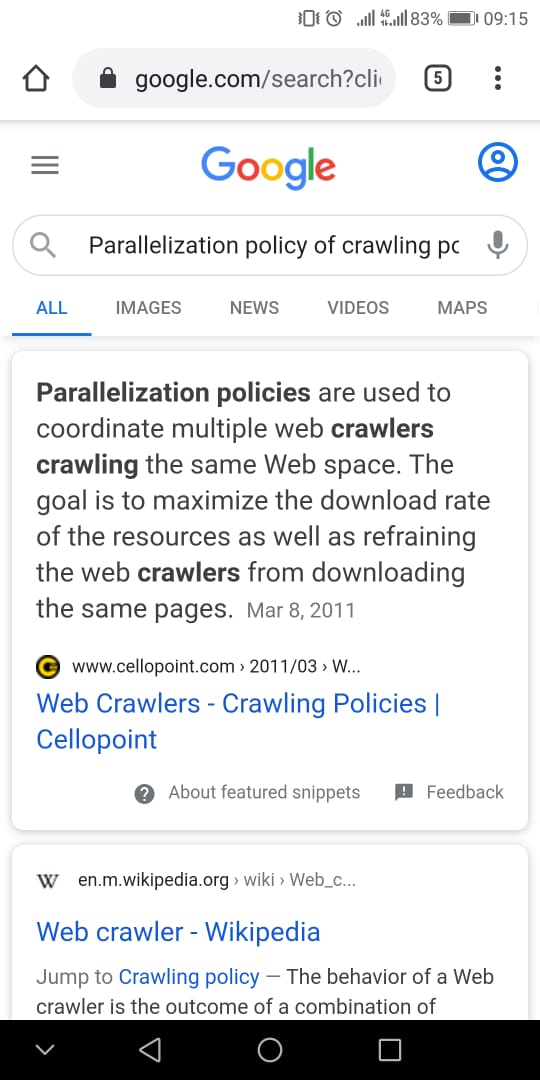 4G 83% 09:15
google.com/search?cli
5
Google
Parallelization policy of crawling po
ALL IMAGES NEWS VIDEOS MAPS
Parallelization policies are used to
coordinate multiple web crawlers
crawling the same Web space. The
goal is to maximize the download rate
of the resources as well as refraining
the web crawlers from downloading
the same pages. Mar 8, 2011
www.cellopoint.com › 2011/03 › W...
Web Crawlers - Crawling Policies |
Cellopoint
About featured snippets Feedback
W en.m.wikipedia.org › wiki › Web_c...
Web crawler - Wikipedia
Jump to Crawling policy — The behavior of a Web
crawler is the outcome of a combination of